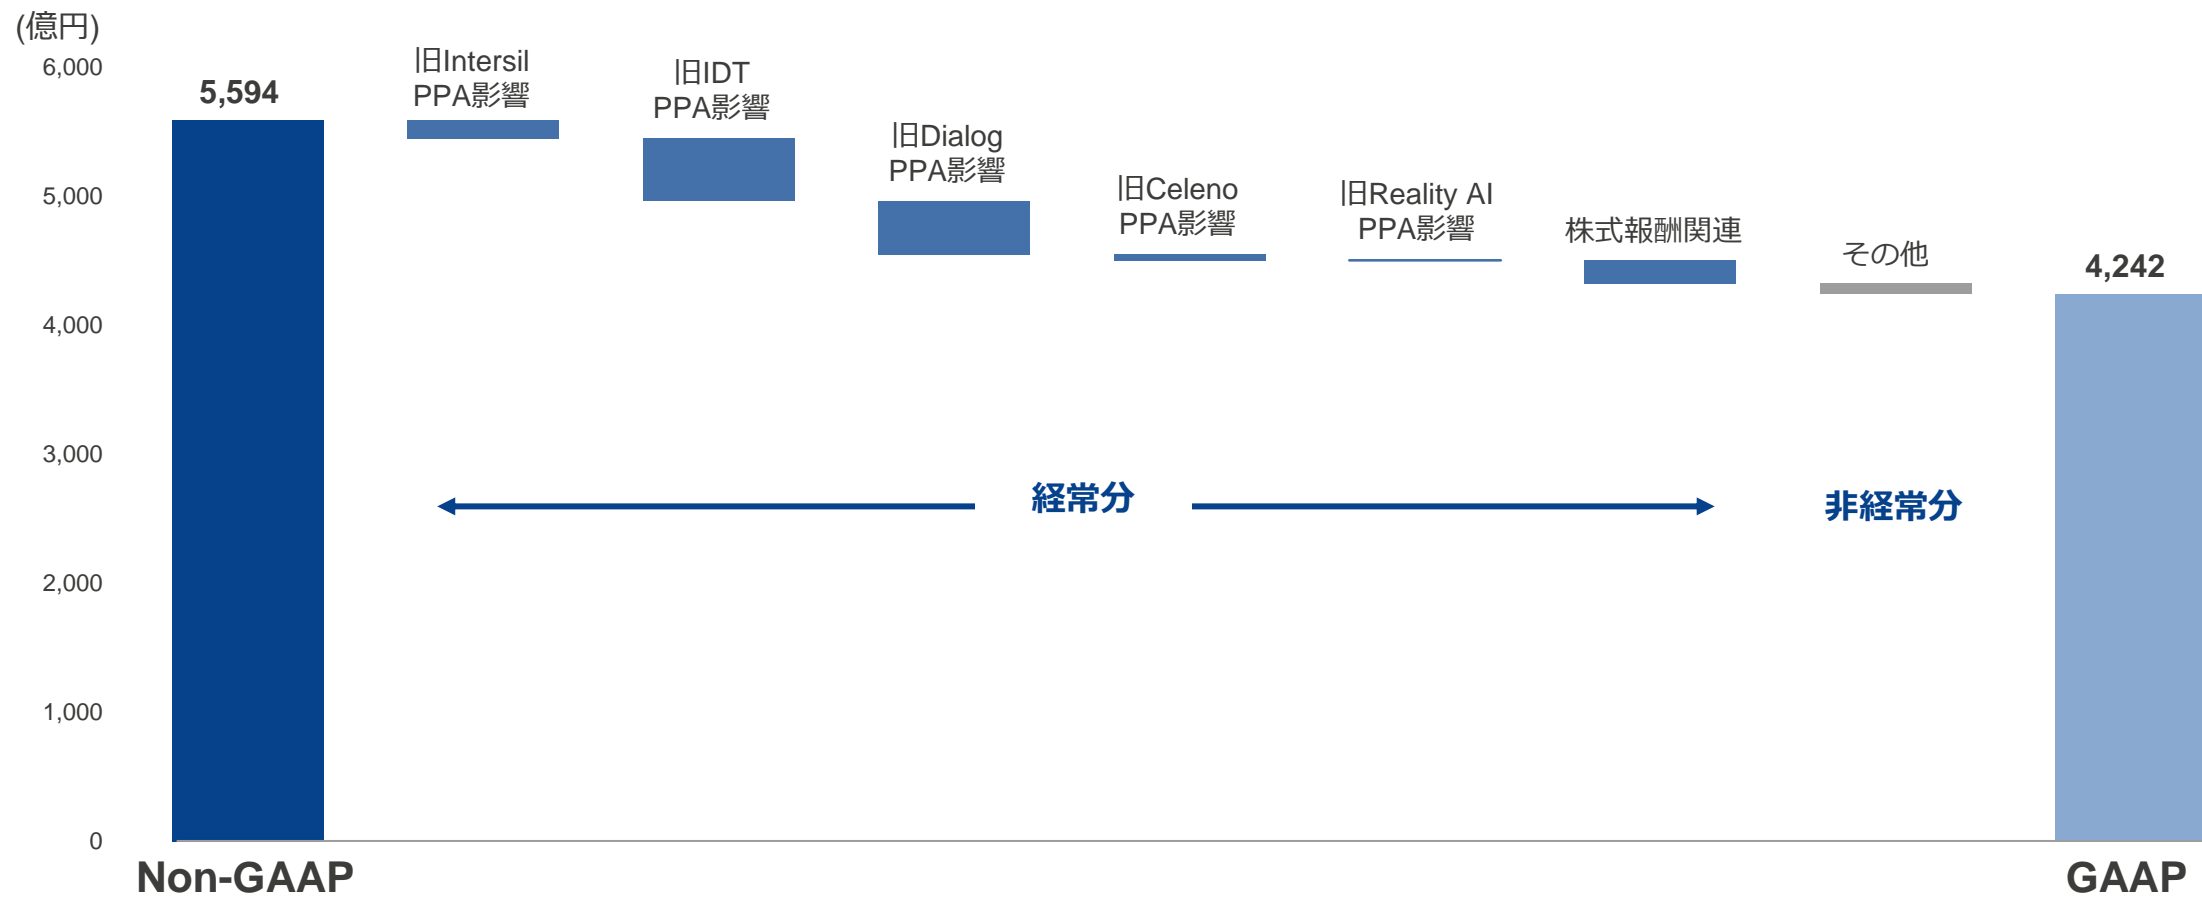 (億円)
6,000
5,000
4,000
3,000
2,000
1,000
0
5,594
旧Intersil
PPA影響
旧IDT
PPA影響
旧Dialog
PPA影響
旧Celeno
PPA影響
旧Reality AI
PPA影響
株式報酬関連
その他
4,242
経常分
非経常分
Non-GAAP
GAAP